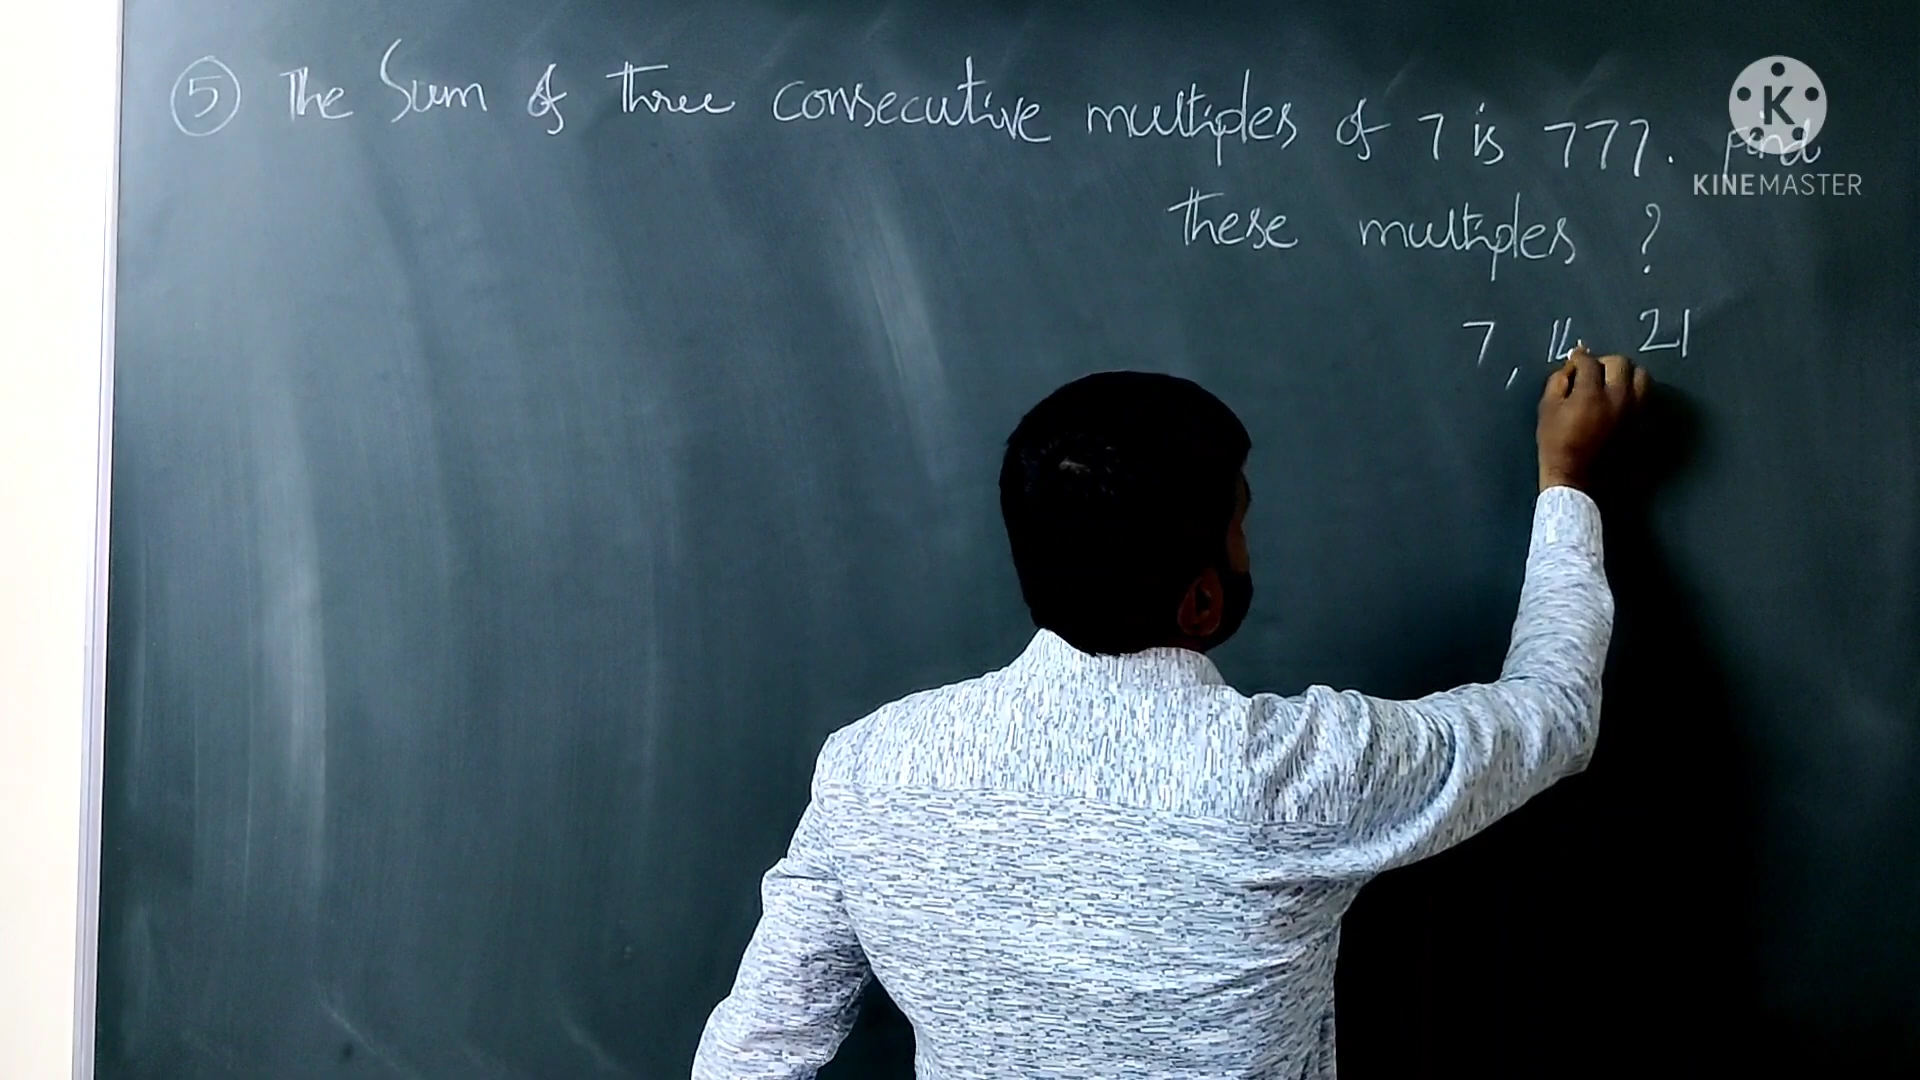 ⑤ The Sum of three consecutive multiples of 7 is 777. find
these multiples ?
7, 14 21
K
KINEMASTER